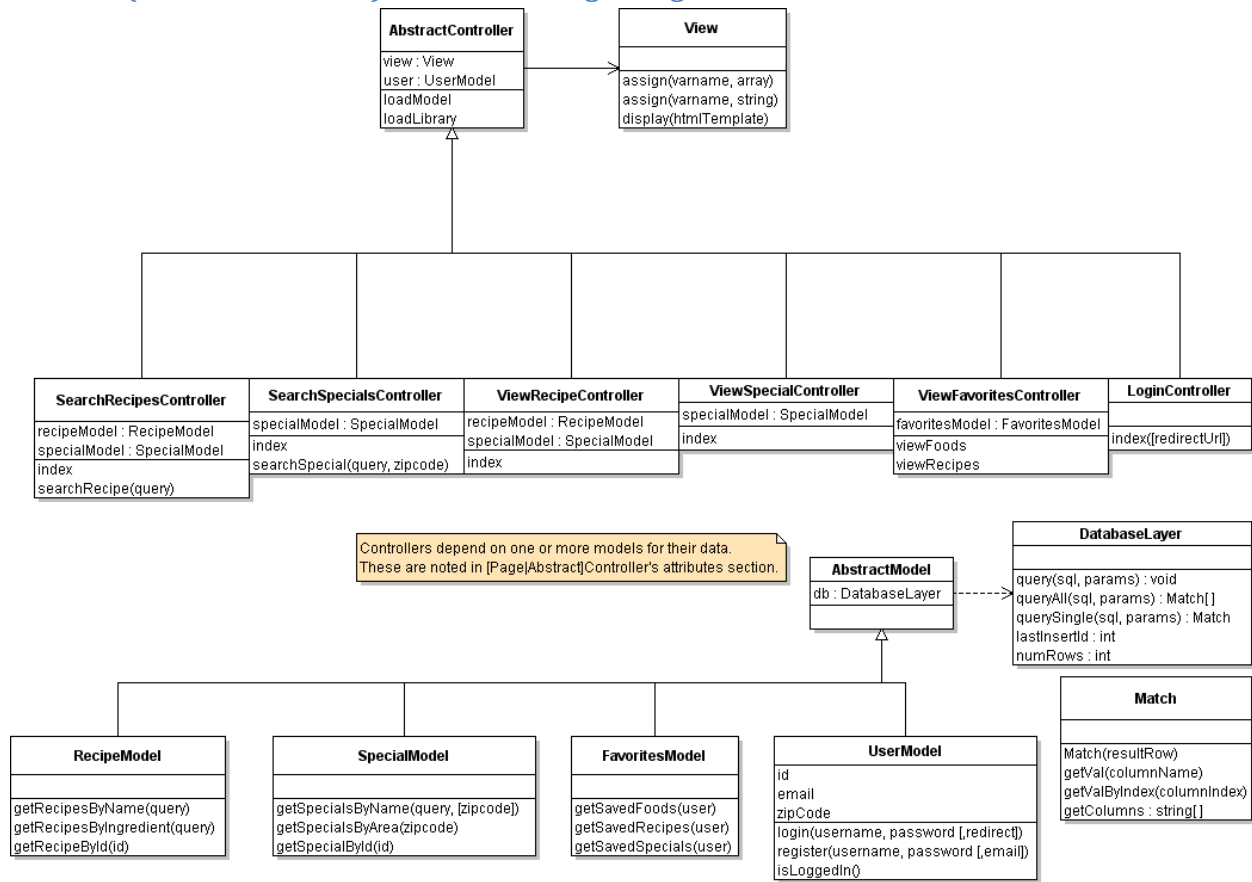 AbstractController
view : View
user : UserModel
loadModel
loadLibrary
View
assign(varname, array)
assign(varname, string)
display(htmlTemplate)
SearchRecipesController
recipeModel : RecipeModel
specialModel : SpecialModel
index
searchRecipe(query)
SearchSpecialsController
specialModel : SpecialModel
index
searchSpecial(query, zipcode)
ViewRecipeController
recipeModel : RecipeModel
specialModel : SpecialModel
index
ViewSpecialController
specialModel : SpecialModel
index
ViewFavoritesController
favoritesModel : FavoritesModel
viewFoods
viewRecipes
LoginController
index([redirectUrl])
Controllers depend on one or more models for their data.
These are noted in [Page|Abstract]Controller's attributes section.
AbstractModel
db : DatabaseLayer
DatabaseLayer
query(sql, params) : void
queryAll(sql, params) : Match[ ]
querySingle(sql, params) : Match
lastInsertId : int
numRows : int
RecipeModel
getRecipesByName(query)
getRecipesByIngredient(query)
getRecipeById(id)
SpecialModel
getSpecialsByName(query, [zipcode])
getSpecialsByArea(zipcode)
getSpecialById(id)
FavoritesModel
getSavedFoods(user)
getSavedRecipes(user)
getSavedSpecials(user)
UserModel
id
email
zipCode
login(username, password [,redirect])
register(username, password [,email])
isLoggedIn()
Match
Match(resultRow)
getVal(columnName)
getValByIndex(columnIndex)
getColumns : string[ ]